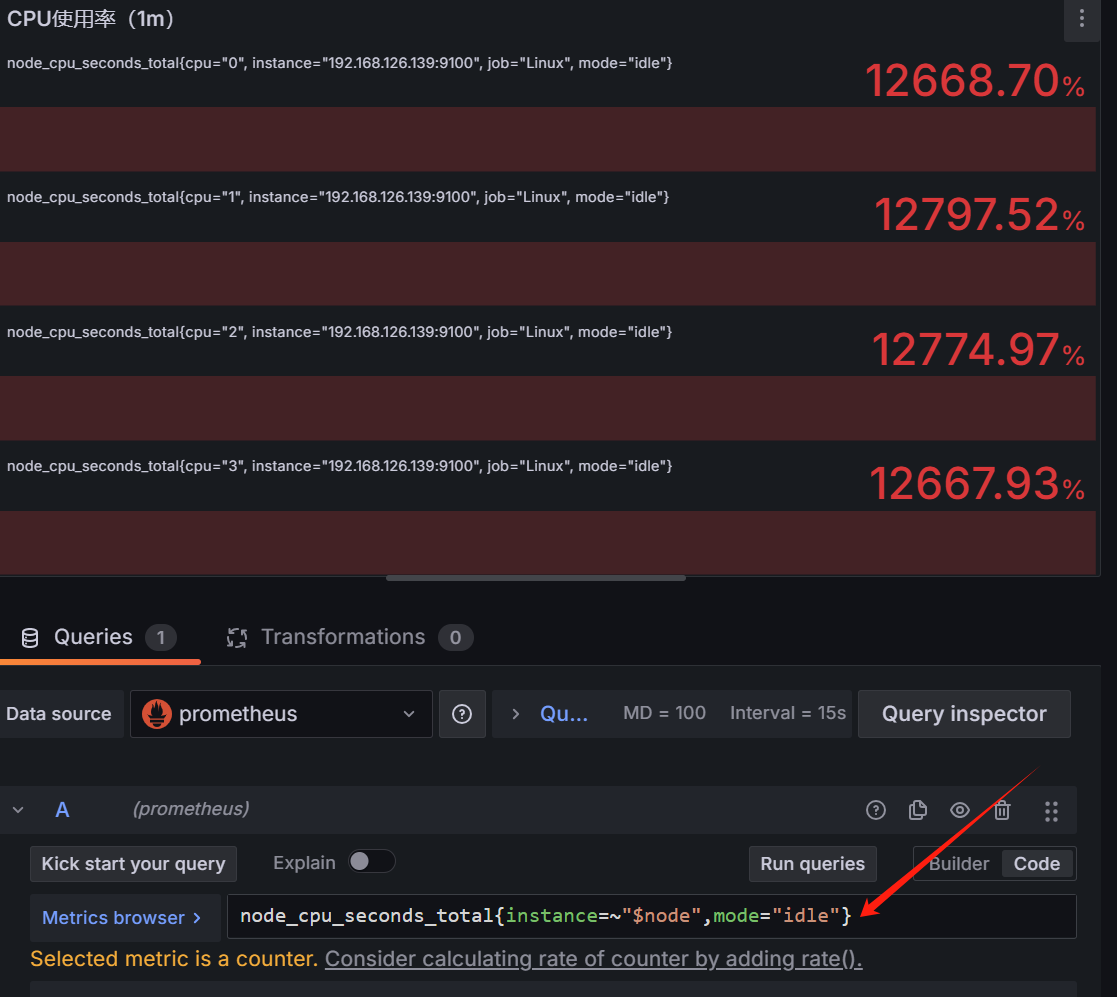 CPU使用率（1m）
node_cpu_seconds_total{cpu="0", instance="192.168.126.139:9100", job="Linux", mode="idle"}
12668.70%
node_cpu_seconds_total{cpu="1", instance="192.168.126.139:9100", job="Linux", mode="idle"}
12797.52%
node_cpu_seconds_total{cpu="2", instance="192.168.126.139:9100", job="Linux", mode="idle"}
12774.97%
node_cpu_seconds_total{cpu="3", instance="192.168.126.139:9100", job="Linux", mode="idle"}
12667.93%
Queries 1 Transformations 0
Data source prometheus Qu... MD = 100 Interval = 15s Query inspector
A (prometheus)
Kick start your query Explain Run queries Builder Code
Metrics browser > node_cpu_seconds_total{instance=~"$node",mode="idle"}
Selected metric is a counter. Consider calculating rate of counter by adding rate().